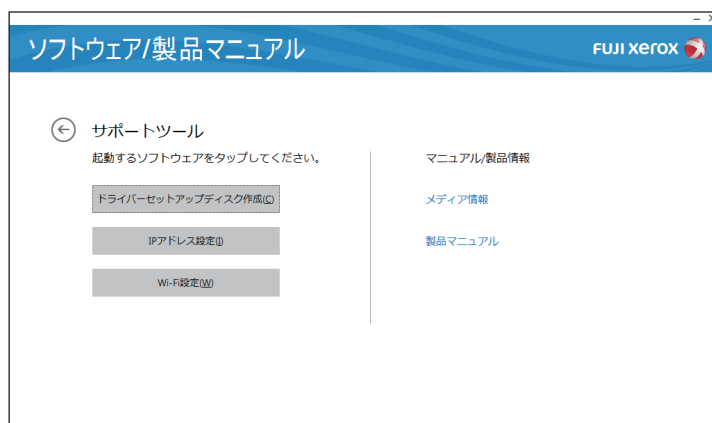 ソフトウェア/製品マニュアル
FUJI xerox
サポートツール
起動するソフトウェアをタップしてください。
ドライバーセットアップディスク作成(C)
IPアドレス設定(I)
Wi-Fi設定(W)
マニュアル/製品情報
メディア情報
製品マニュアル